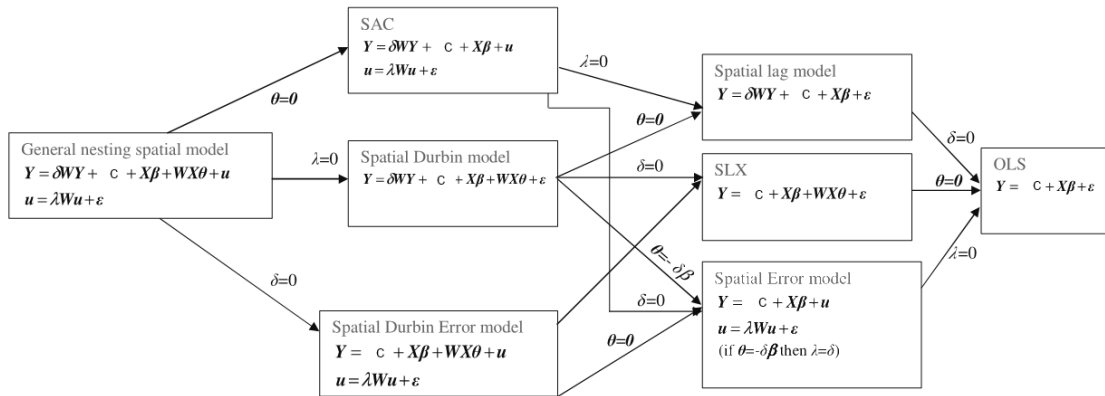 SAC
Y = δWY + C + Xβ + u
u = λWu + ε
θ=0
λ=0
General nesting spatial model
Y = δWY + C + Xβ + WXθ + u
u = λWu + ε
λ=0
Spatial Durbin model
Y = δWY + C + Xβ + WXθ + ε
δ=0
Spatial Durbin Error model
Y = C + Xβ + WXθ + u
u = λWu + ε
θ=0
δ=0
θ=- δβ
δ=0
θ=0
Spatial lag model
Y = δWY + C + Xβ + ε
SLX
Y = C + Xβ + WXθ + ε
Spatial Error model
Y = C + Xβ + u
u = λWu + ε
(if θ=-δβ then λ=δ)
δ=0
θ=0
λ=0
OLS
Y = C + Xβ + ε